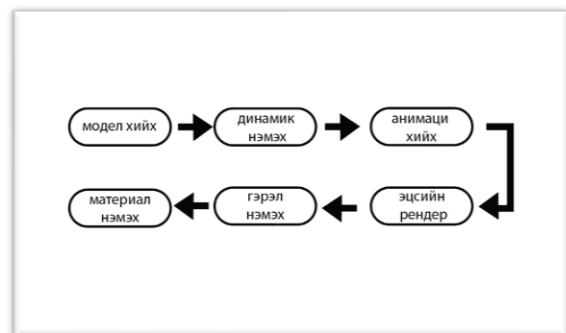 модел хийх
динамик
нэмэх
анимаци
хийх
эцсийн
рендер
гэрэл
нэмэх
материал
нэмэх